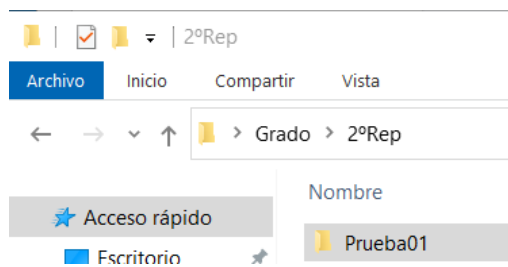 2ºRep
Archivo Inicio Compartir Vista
Grado 2ºRep
Nombre
Acceso rápido
Prueba01
Escritorio